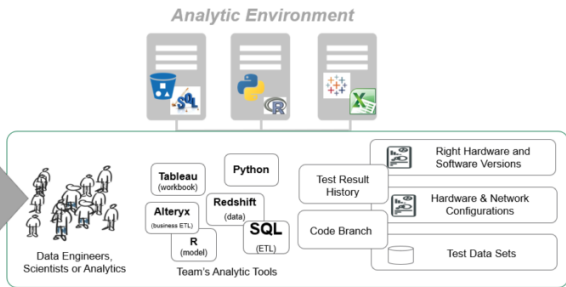 Analytic Environment
SQL
R
Tableau
(workbook)
Python
Alteryx
(business ETL)
Redshift
(data)
R
(model)
SQL
(ETL)
Data Engineers,
Scientists or Analytics
Team's Analytic Tools
Test Result
History
Code Branch
Right Hardware and
Software Versions
Hardware & Network
Configurations
Test Data Sets